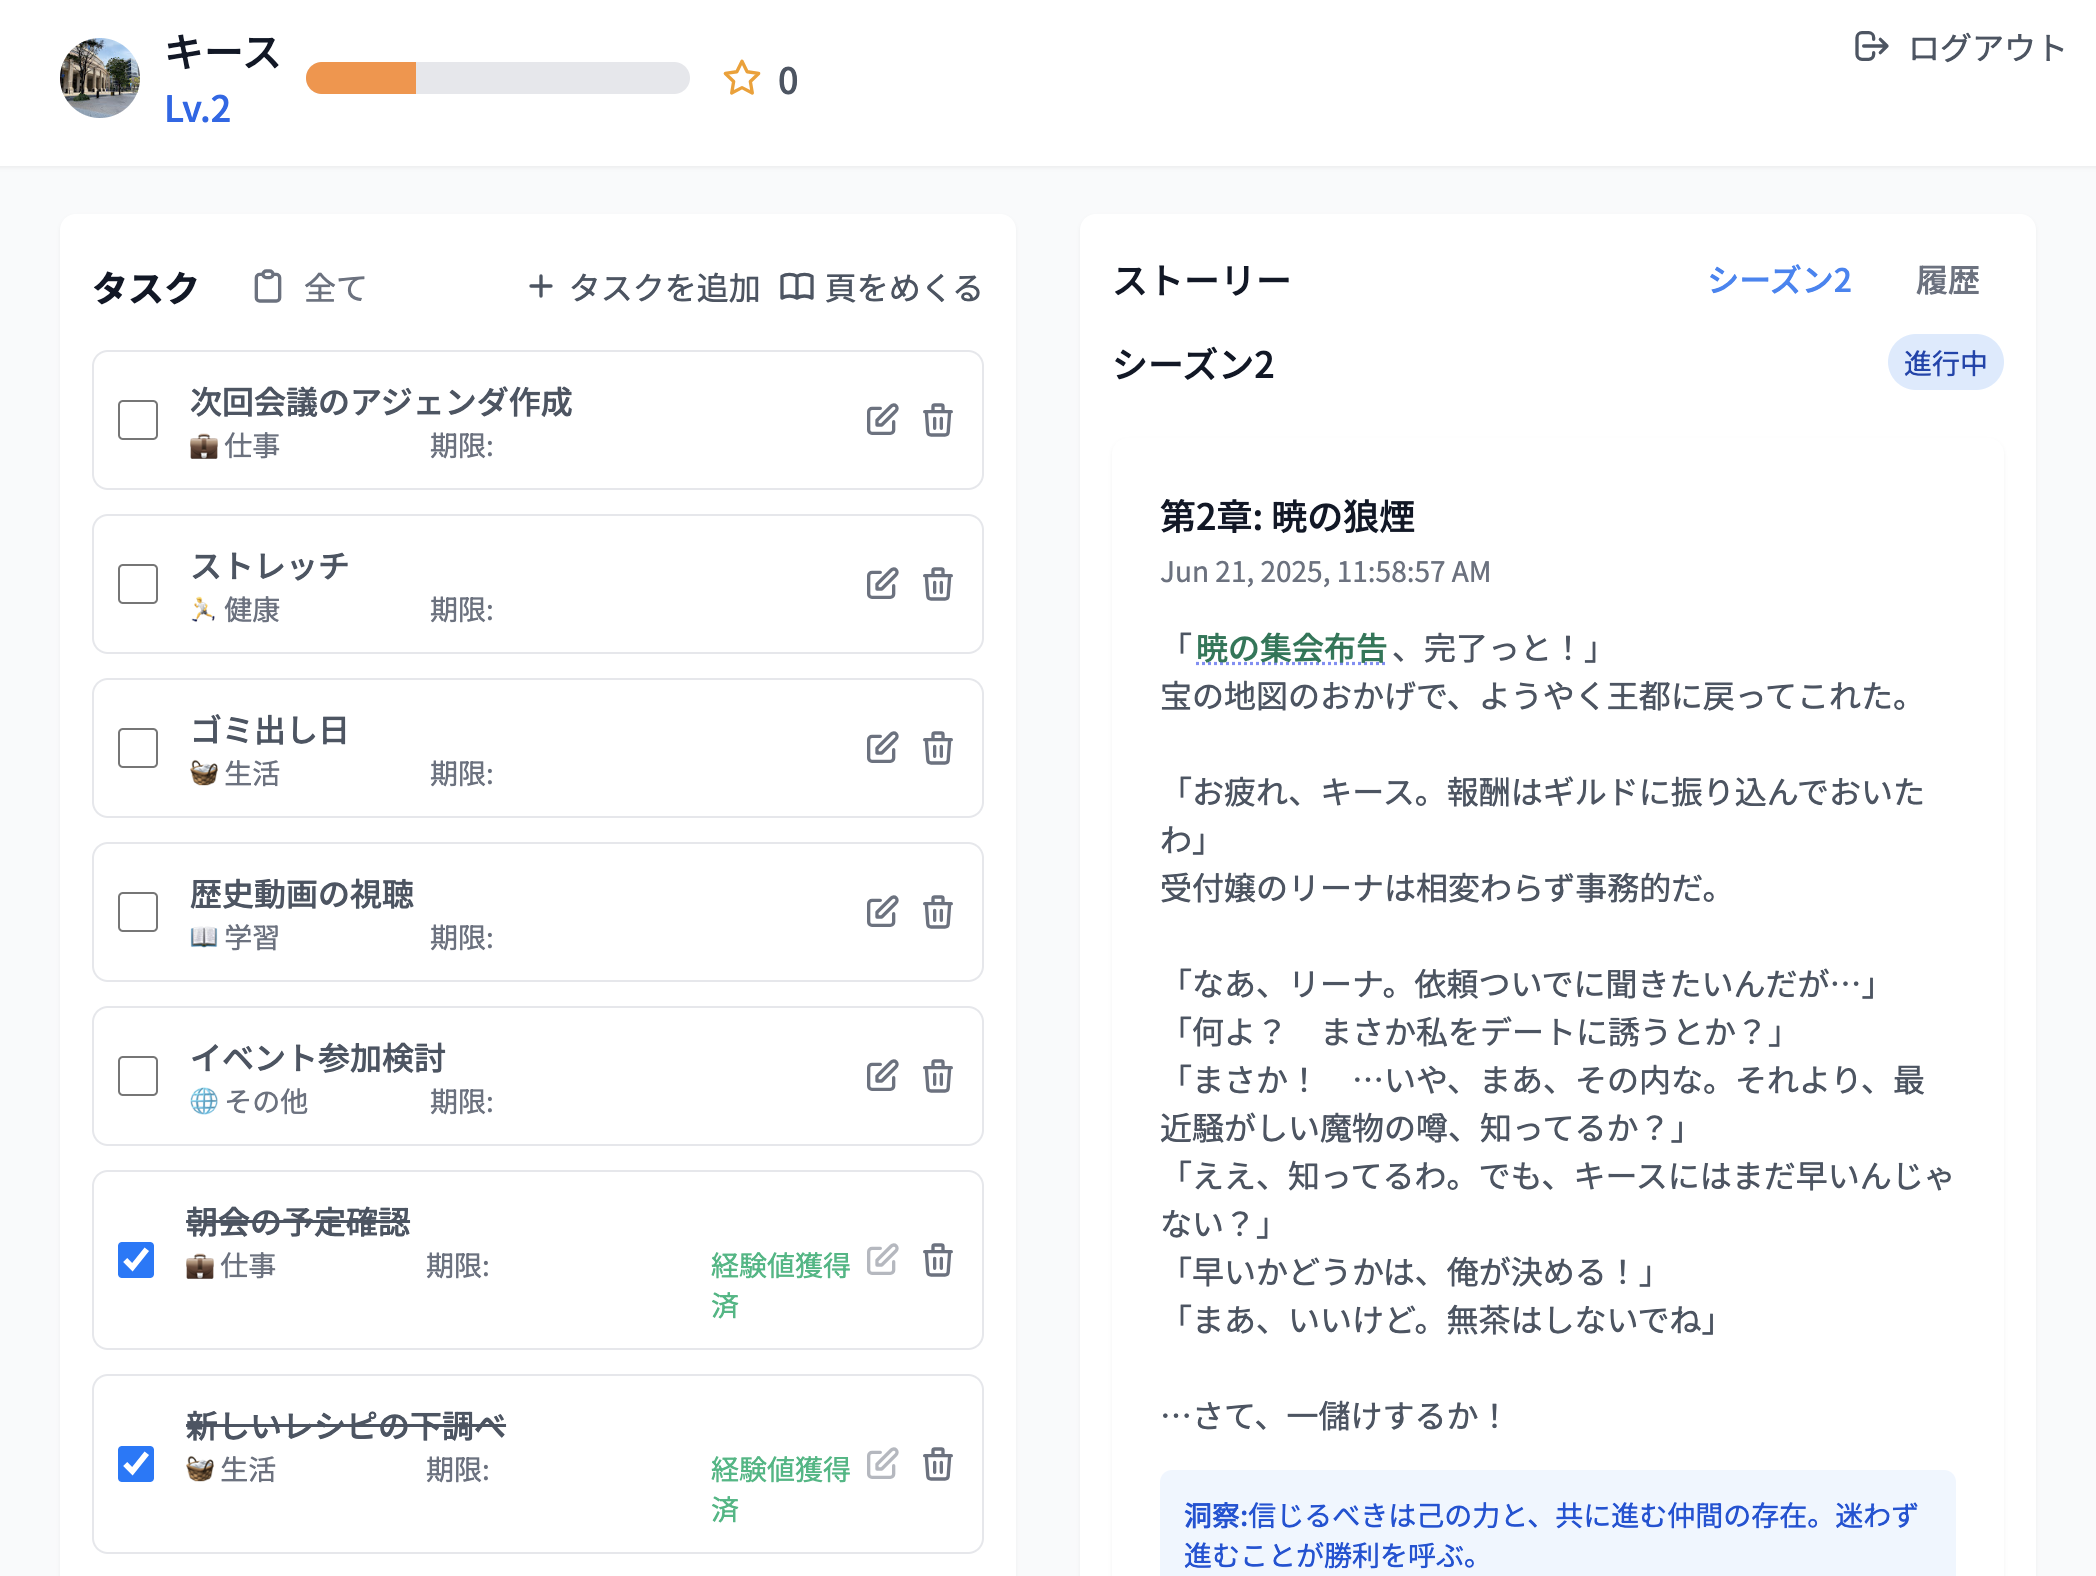 キース
Lv.2
0
ログアウト
タスク
全て
タスクを追加
頁をめくる
次回会議のアジェンダ作成
仕事
期限:
ストレッチ
健康
期限:
ゴミ出し日
生活
期限:
歴史動画の視聴
学習
期限:
イベント参加検討
その他
期限:
朝会の予定確認
仕事
期限:
経験値獲得
済
新しいレシピの下調べ
生活
期限:
経験値獲得
済
ストーリー
シーズン2
履歴
シーズン2
進行中
第2章: 暁の狼煙
Jun 21, 2025, 11:58:57 AM
「暁の集会布告、完了っと！」
宝の地図のおかげで、ようやく王都に戻ってこれた。
「お疲れ、キース。報酬はギルドに振り込んでおいた
わ」
受付嬢のリーナは相変わらず事務的だ。
「なあ、リーナ。依頼ついでに聞きたいんだが…」
「何よ？　まさか私をデートに誘うとか？」
「まさか！　…いや、まあ、その内な。それより、最
近騒がしい魔物の噂、知ってるか？」
「ええ、知ってるわ。でも、キースにはまだ早いんじゃ
ない？」
「早いかどうかは、俺が決める！」
「まあ、いいけど。無茶はしないでね」
…さて、一儲けするか！
洞察:信じるべきは己の力と、共に進む仲間の存在。迷わず
進むことが勝利を呼ぶ。